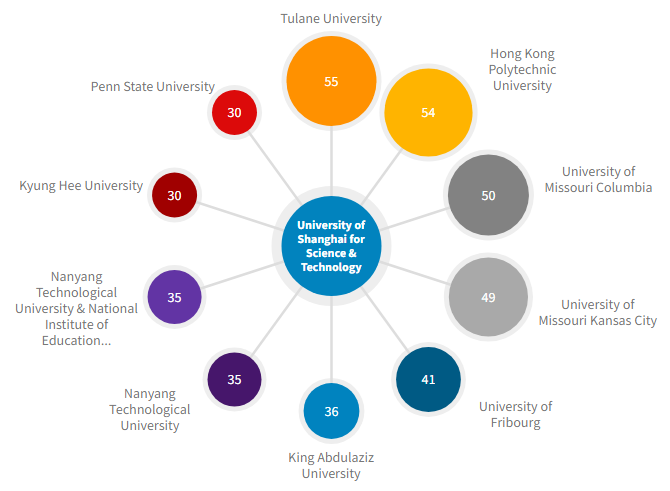 Tulane University
55
Hong Kong
Polytechnic
University
54
Penn State University
30
University of
Missouri Columbia
50
Kyung Hee University
30
University of
Shanghai for
Science &
Technology
Nanyang
Technological
University & National
Institute of
Education...
35
49
University of
Missouri Kansas City
35
Nanyang
Technological
University
41
University of
Fribourg
36
King Abdulaziz
University